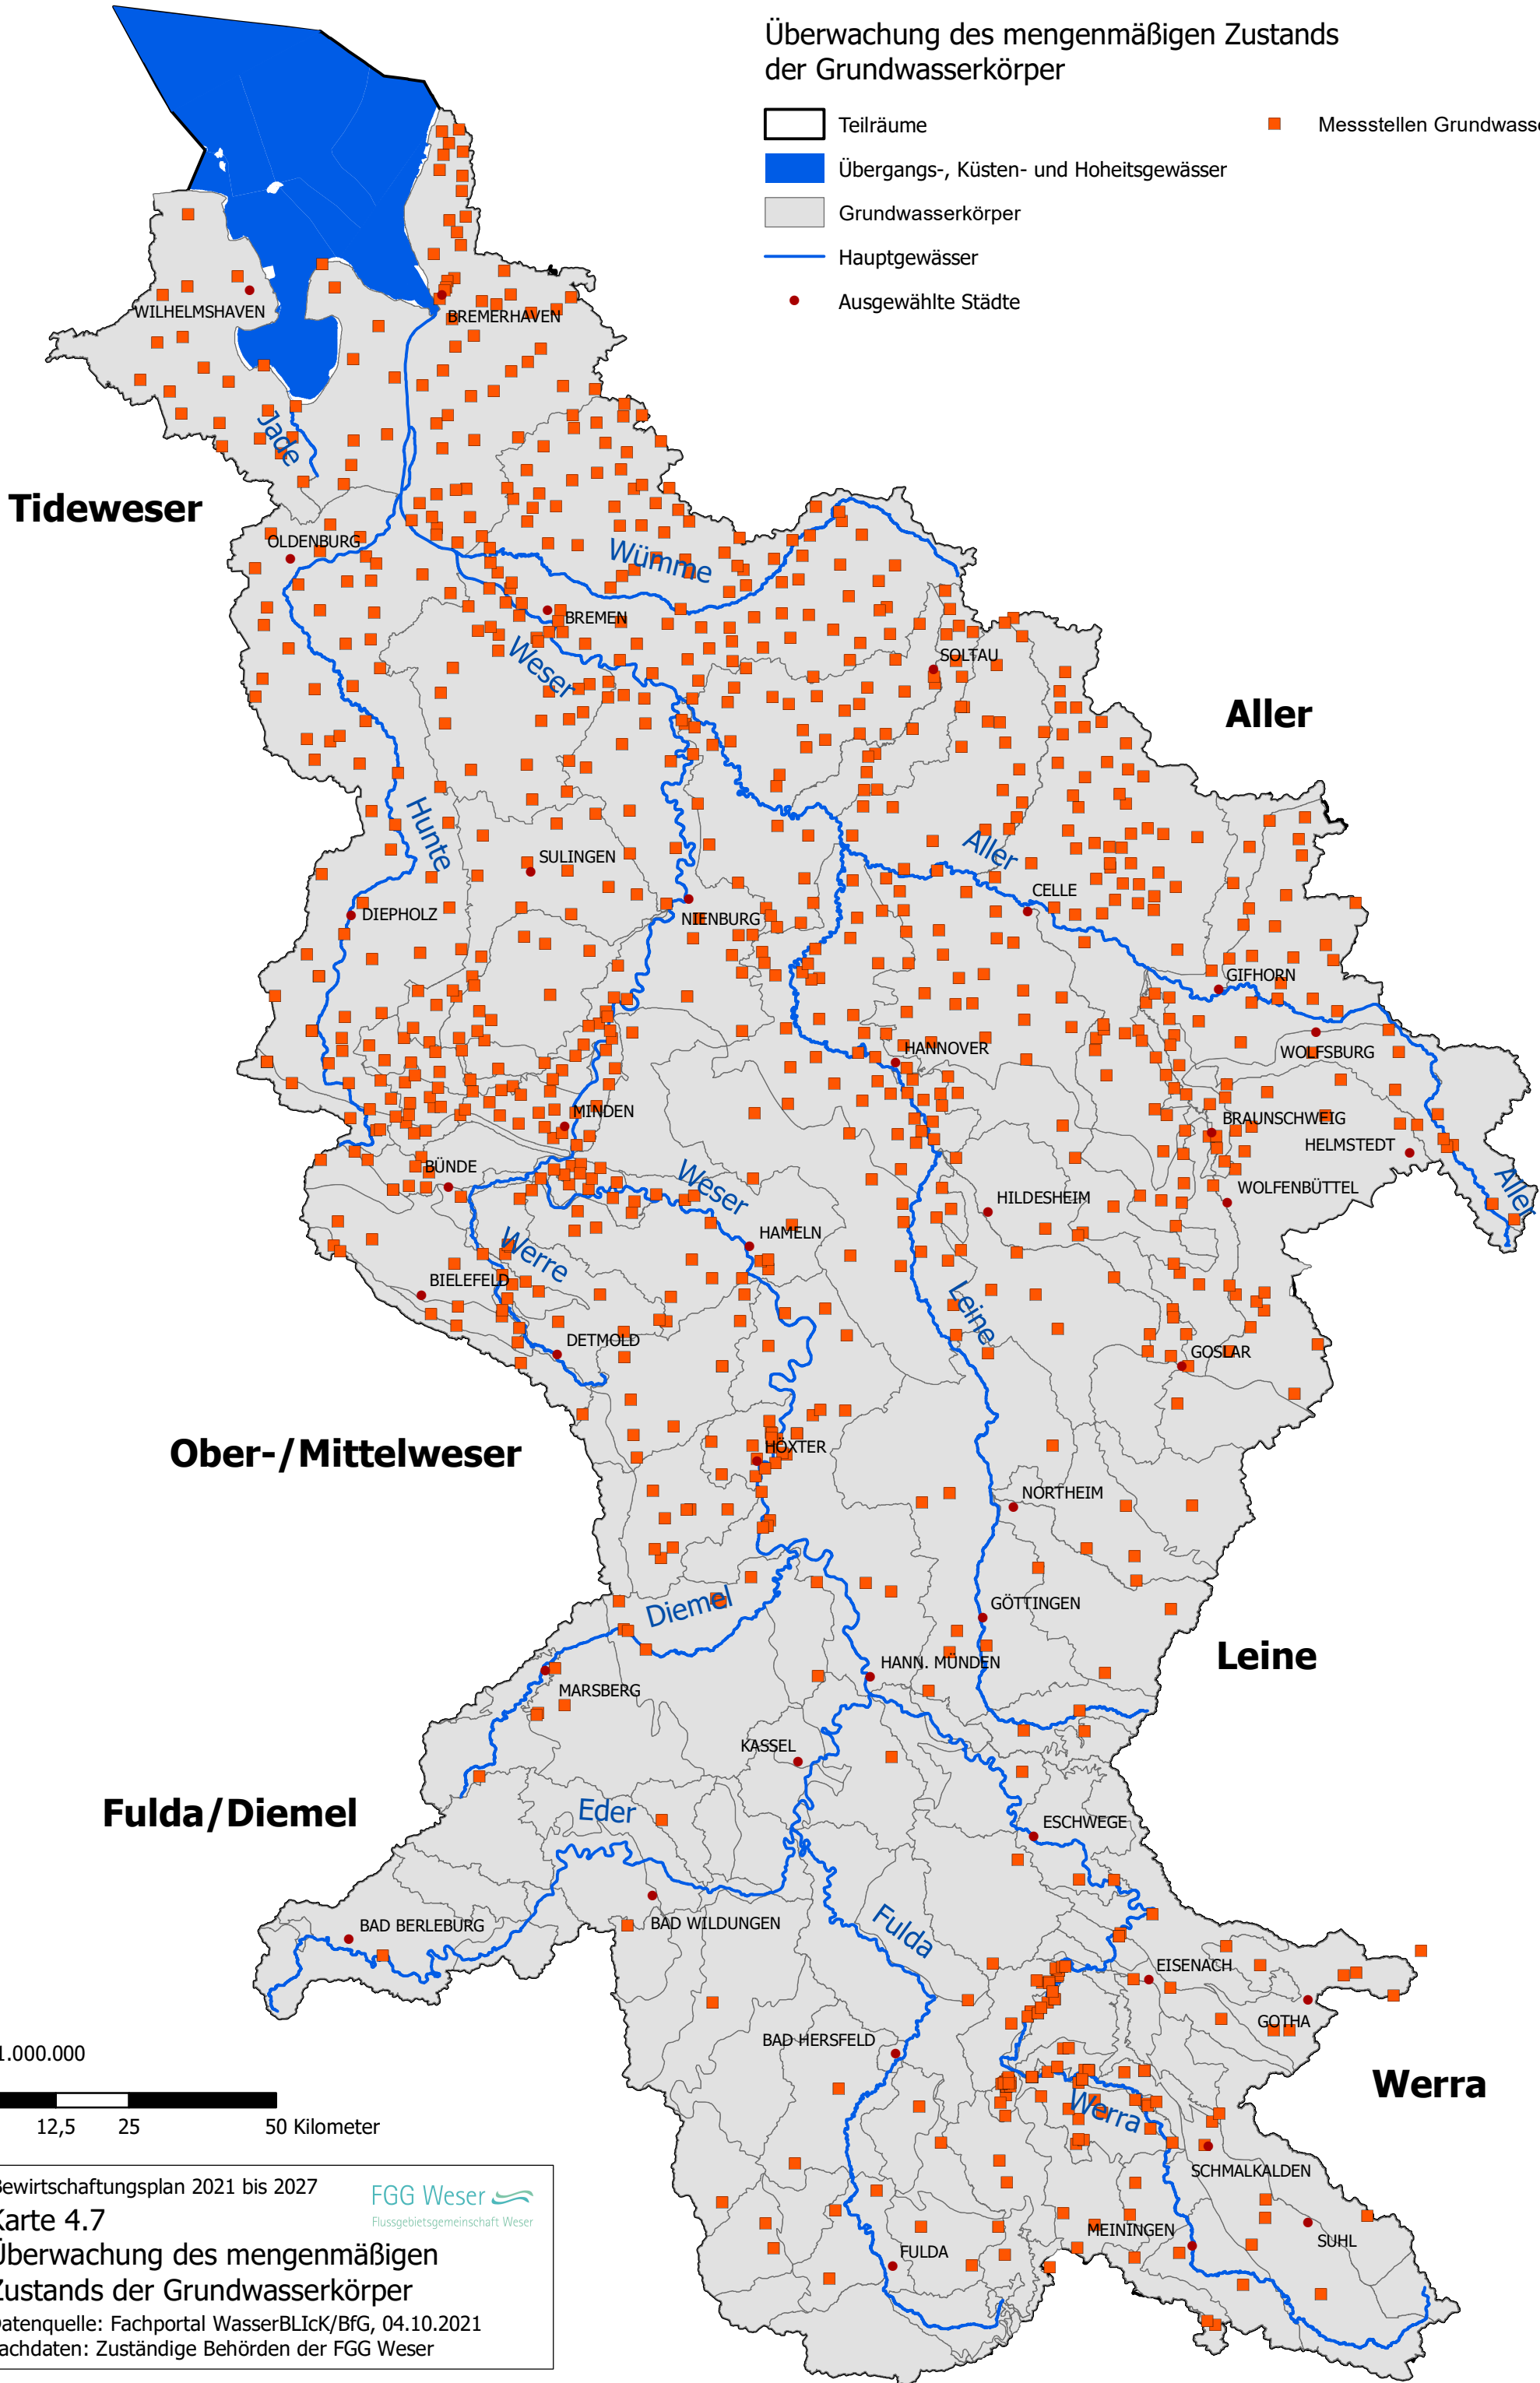 Überwachung des mengenmäßigen Zustands
der Grundwasserkörper
Teilräume
Messstellen
Übergangs-, Küsten- und Hoheitsgewässer
Grundwasserkörper
Hauptgewässer
Ausgewählte Städte
WILHELMSHAVEN
BREMERHAVEN
Jade
Tideweser
OLDENBURG
Wümme
BREMEN
Weser
SOLTAU
Aller
Hunte
Aller
SULINGEN
CELLE
DIEPHOLZ
NIENBURG
GIFHORN
WOLFSBURG
HANNOVER
MINDEN
BRAUNSCHWEIG
HELMSTEDT
BÜNDE
Weser
HILDESHEIM
WOLFENBÜTTEL
Aller
HAMELN
Werre
BIELEFELD
Leine
DETMOLD
GOSLAR
Ober-/Mittelweser
HÖXTER
NORTHEIM
Diemel
GÖTTINGEN
Leine
HANN. MÜNDEN
MARSBERG
KASSEL
Fulda/Diemel
Eder
ESCHWEGE
BAD BERLEBURG
BAD WILDUNGEN
Fulda
EISENACH
GOTHA
BAD HERSFELD
1.000.000
Werra
12,5 25 50 Kilometer
Werra
SCHMALKALDEN
MEININGEN
SUHL
FULDA
Bewirtschaftungsplan 2021 bis 2027
FGG Weser
Flussgebietsgemeinschaft Weser
Karte 4.7
Überwachung des mengenmäßigen
Zustands der Grundwasserkörper
Datenquelle: Fachportal WasserBLIcK/BfG, 04.10.2021
Fachdaten: Zuständige Behörden der FGG Weser